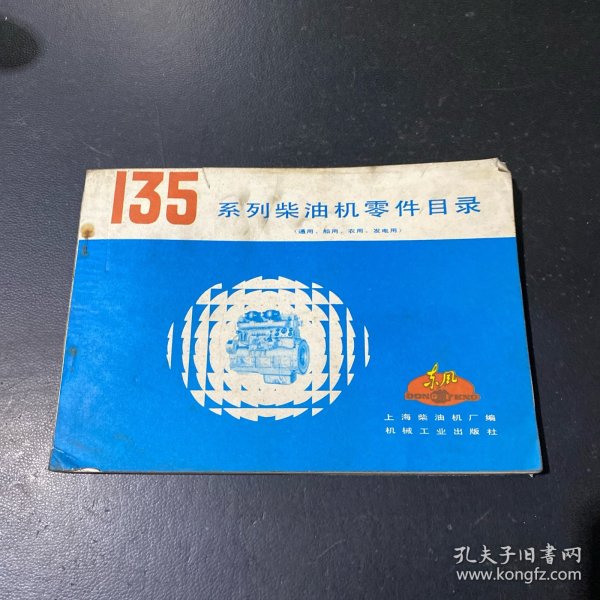 135 系列柴油机零件目录
(通用、船用、农用、发电用)
东风
DONG FENG
上海柴油机厂编
机械工业出版社
孔夫子旧书网
www.kongfz.com